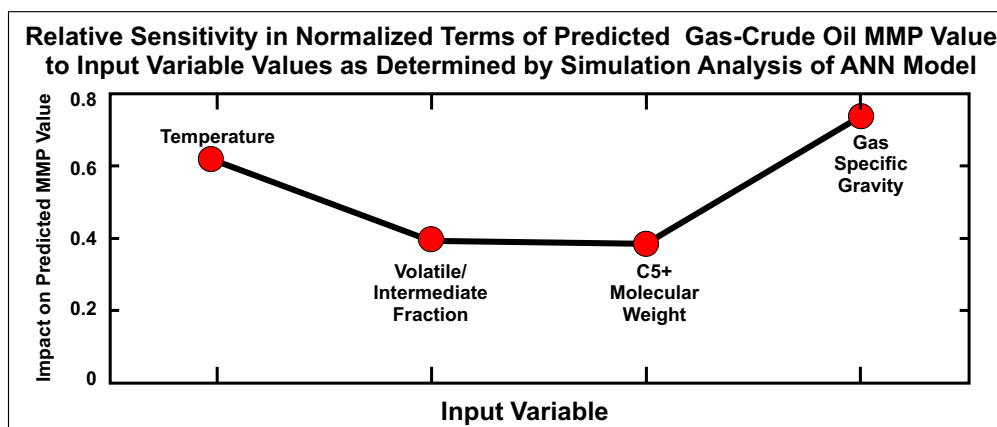 Relative Sensitivity in Normalized Terms of Predicted Gas-Crude Oil MMP Value
to Input Variable Values as Determined by Simulation Analysis of ANN Model
Impact on Predicted MMP Value
0.8
0.6
0.4
0.2
0
Temperature
Volatile/
Intermediate
Fraction
C5+
Molecular
Weight
Gas
Specific
Gravity
Input Variable